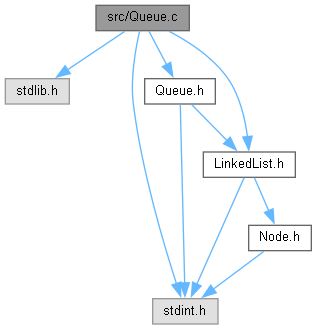 src/Queue.c
stdlib.h
Queue.h
LinkedList.h
Node.h
stdint.h